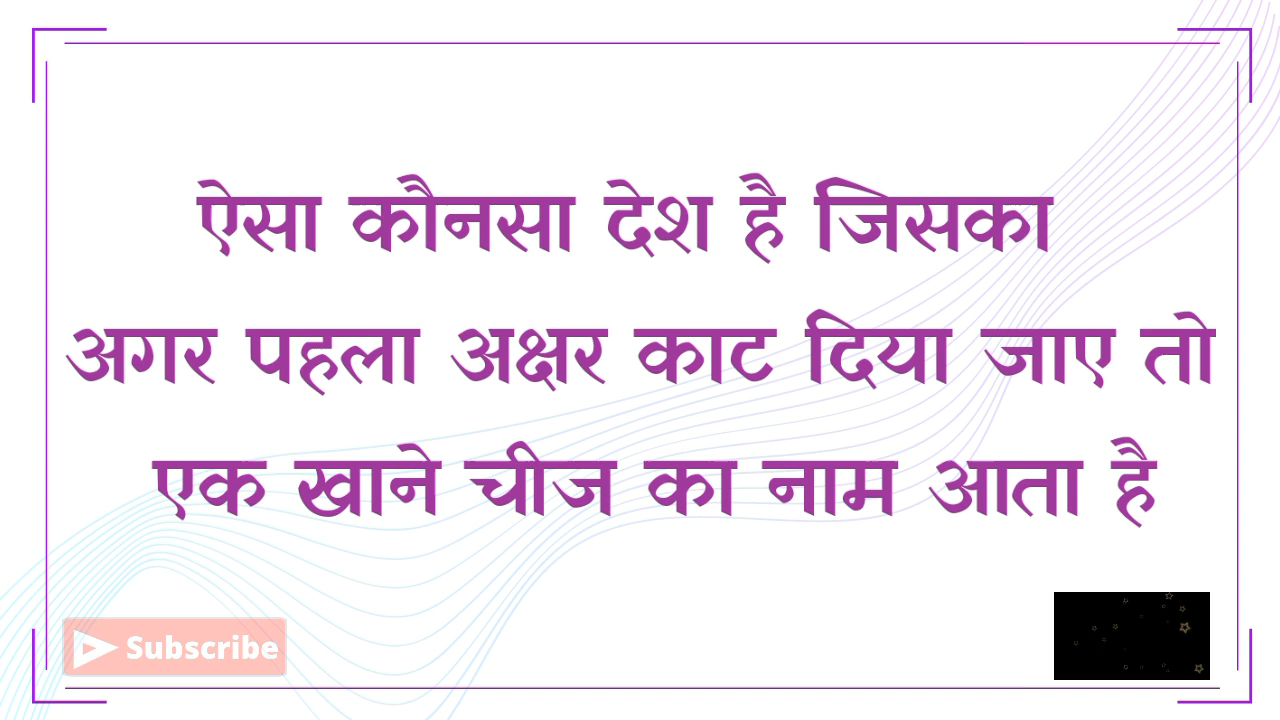 ऐसा कौनसा देश है जिसका
अगर पहला अक्षर काट दिया जाए तो
एक खाने चीज का नाम आता है
Subscribe